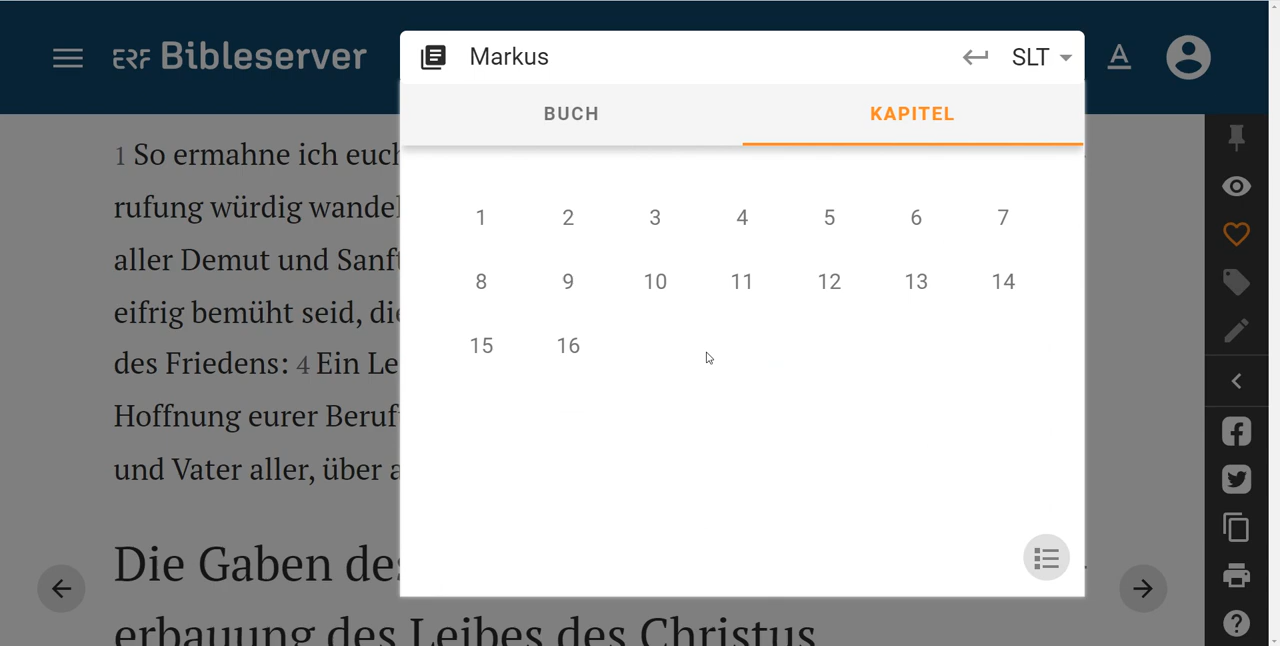 ERF Bibleserver
Markus
SLT
BUCH
KAPITEL
1 2 3 4 5 6 7
8 9 10 11 12 13 14
15 16
1 So ermahne ich euch
rufung würdig wandel
aller Demut und Sanft
eifrig bemüht seid, die
des Friedens: 4 Ein Le
Hoffnung eurer Beruf
und Vater aller, über a
Die Gaben des
erbauung des Leibes des Christus